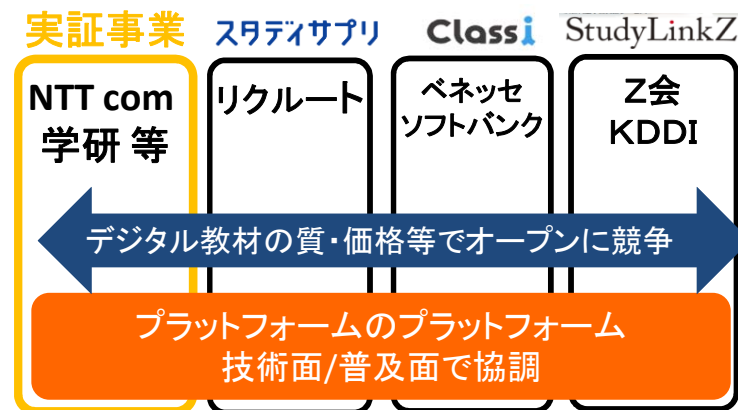 実証事業
スタディサプリ
Classi
StudyLinkZ
NTT com
学研 等
リクルート
ベネッセ
ソフトバンク
Z会
KDDI
デジタル教材の質・価格等でオープンに競争
プラットフォームのプラットフォーム
技術面/普及面で協調